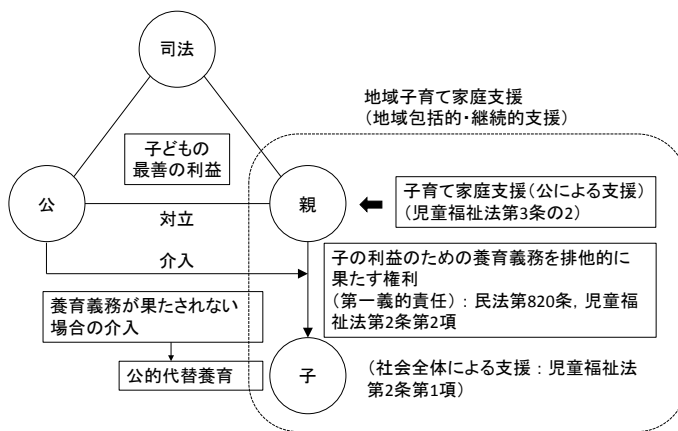 司法
地域子育て家庭支援
(地域包括的・継続的支援)
子どもの
最善の利益
公
親
子育て家庭支援(公による支援)
(児童福祉法第3条の2)
対立
介入
子の利益のための養育義務を排他的に
果たす権利
(第一義的責任) : 民法第820条, 児童福
祉法第2条第2項
養育義務が果たされない
場合の介入
公的代替養育
子
(社会全体による支援 : 児童福祉法
第2条第1項)